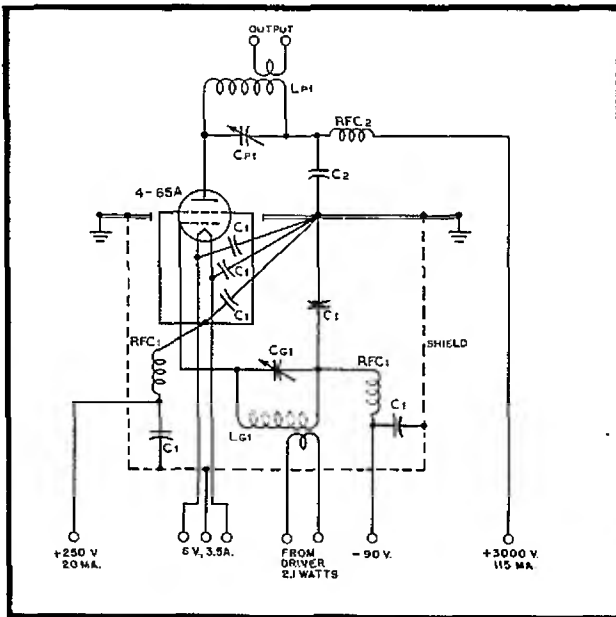 OUTPUT
LP1
RFC2
CP1
C2
4-65A
C1
C1
C1
C1
RFC1
CG1
RFC1
SHIELD
C1
LG1
C1
+250 V.
20 MA.
6V, 3.5A.
FROM
DRIVER
2.1 WATTS
-90 V.
+3000 V.
115 MA.